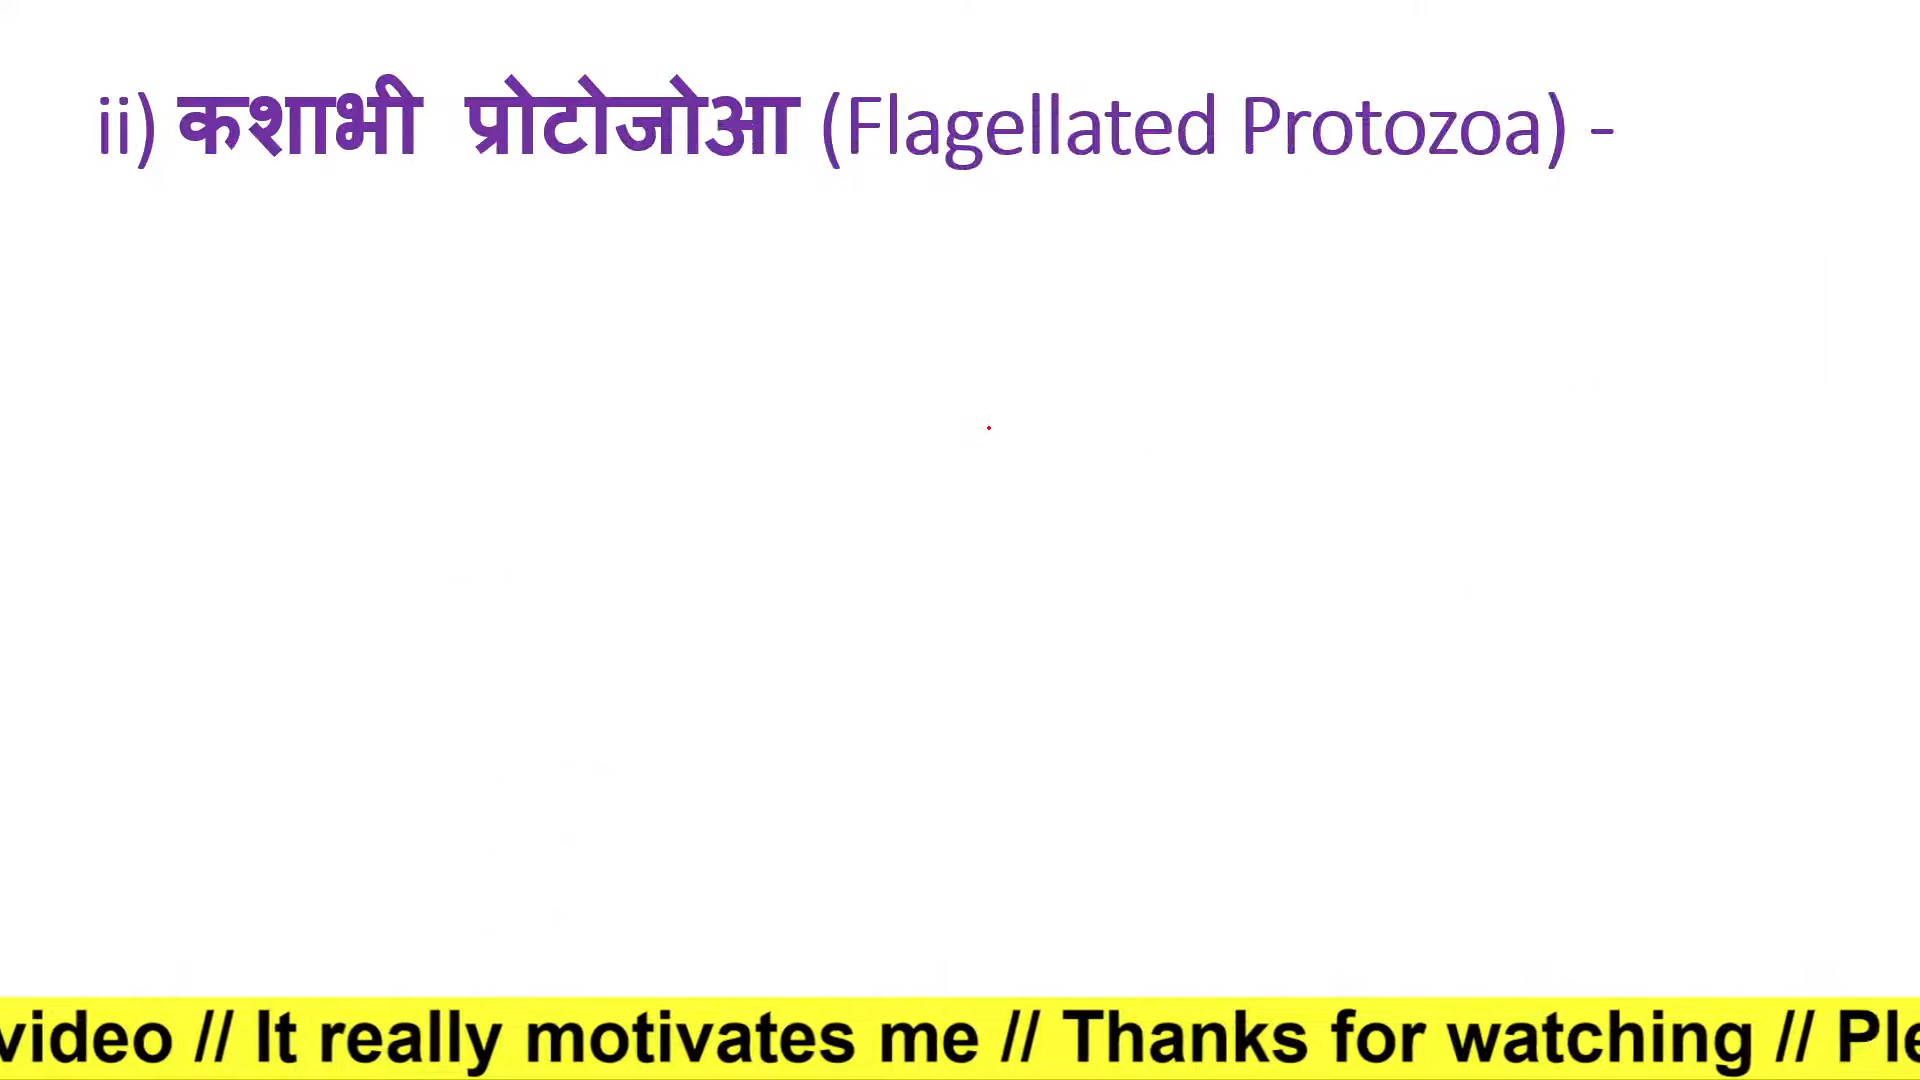 ii) कशाभी प्रोटोजोआ (Flagellated Protozoa) -
video // It really motivates me // Thanks for watching // Ple